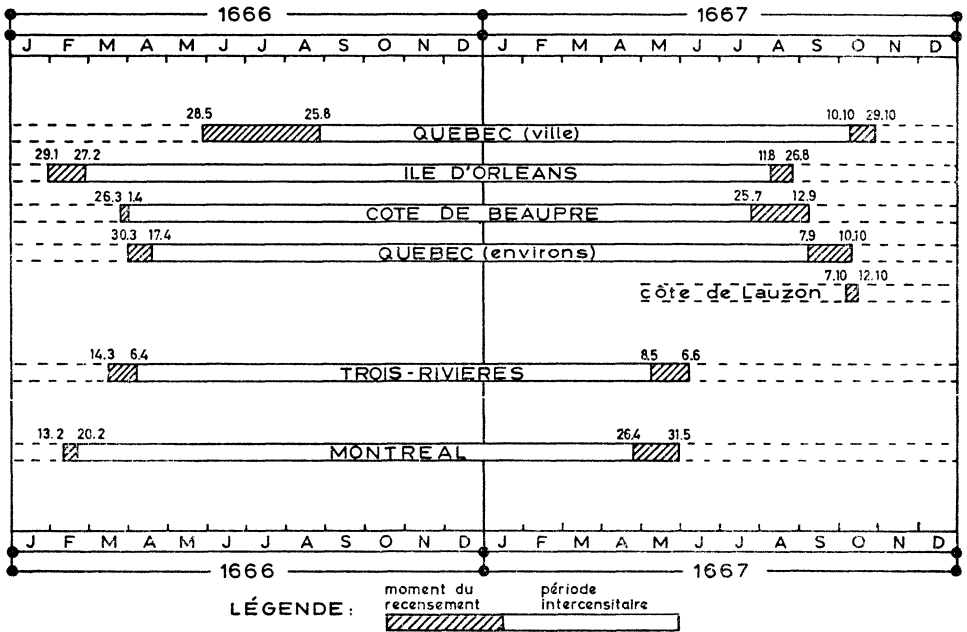 1666 1667
J F M A M J J A S O N D J F M A M J J A S O N D
28.5 25.8 10.10 29.10
QUEBEC (ville)
29.1 27.2 11.8 26.8
ILE D'ORLEANS
26.3 1.4 25.7 12.9
COTE DE BEAUPRE
30.3 17.4 7.9 10.10
QUEBEC (environs)
7.10 12.10
côte de Lauzon
14.3 6.4 8.5 6.6
TROIS-RIVIERES
13.2 20.2 26.4 31.5
MONTREAL
J F M A M J J A S O N D J F M A M J J A S O N D
1666 1667
LÉGENDE: moment du recensement période intercensitaire